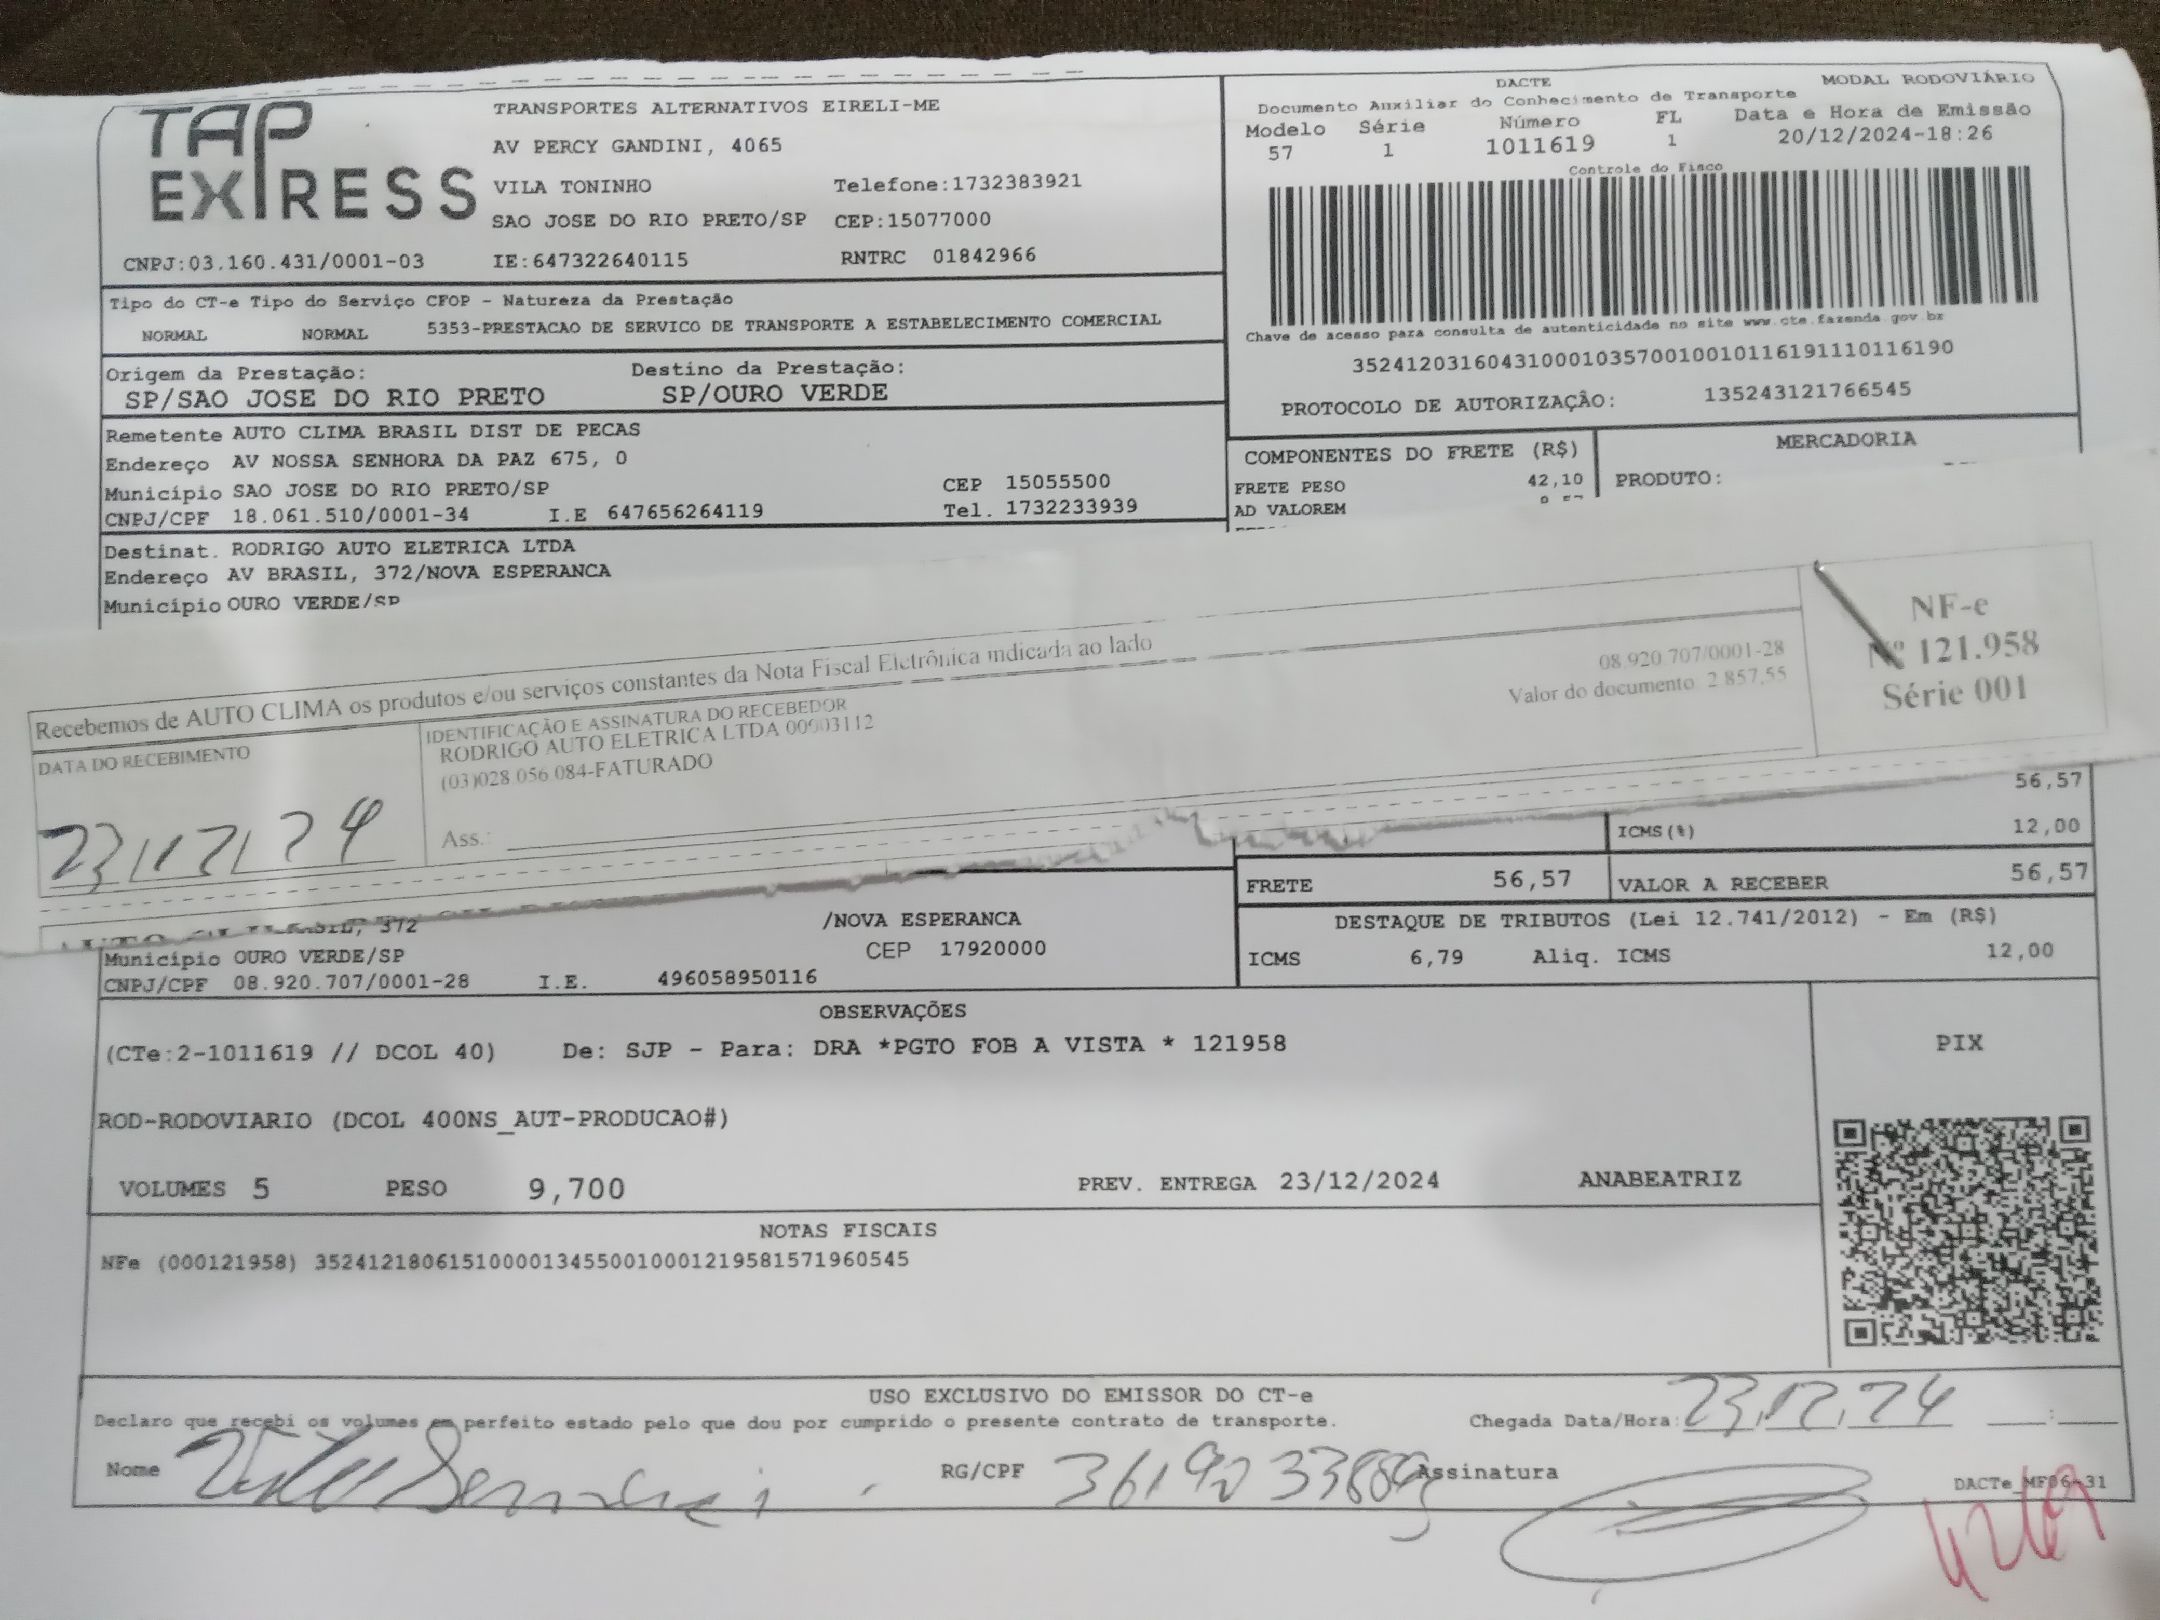 TAP EXPRESS
TRANSPORTES ALTERNATIVOS EIRELI-ME
AV PERCY GANDINI, 4065
VILA TONINHO Telefone:1732383921
SAO JOSE DO RIO PRETO/SP CEP:15077000
CNPJ:03.160.431/0001-03 IE:647322640115 RNTRC 01842966
DACTE MODAL RODOVIÁRIO
Documento Auxiliar do Conhecimento de Transporte
Modelo Série Número FL Data e Hora de Emissão
57 1 1011619 1 20/12/2024-18:26
Controle do Fisco
Chave de acesso para consulta de autenticidade no site www.cte.fazenda.gov.br
35241203160431000103570010010116191110116190
PROTOCOLO DE AUTORIZAÇÃO: 135243121766545
Tipo do CT-e Tipo do Serviço CFOP - Natureza da Prestação
NORMAL NORMAL 5353-PRESTACAO DE SERVICO DE TRANSPORTE A ESTABELECIMENTO COMERCIAL
Origem da Prestação: Destino da Prestação:
SP/SAO JOSE DO RIO PRETO SP/OURO VERDE
Remetente AUTO CLIMA BRASIL DIST DE PECAS
Endereço AV NOSSA SENHORA DA PAZ 675, 0
Município SAO JOSE DO RIO PRETO/SP CEP 15055500
CNPJ/CPF 18.061.510/0001-34 I.E 647656264119 Tel. 1732233939
COMPONENTES DO FRETE (R$) MERCADORIA
FRETE PESO 42,10 PRODUTO:
AD VALOREM
Destinat. RODRIGO AUTO ELETRICA LTDA
Endereço AV BRASIL, 372/NOVA ESPERANCA
Município OURO VERDE/SP
Recebemos de AUTO CLIMA os produtos e/ou serviços constantes da Nota Fiscal Eletrônica indicada ao lado
DATA DO RECEBIMENTO
23/12/24
IDENTIFICAÇÃO E ASSINATURA DO RECEBEDOR
RODRIGO AUTO ELETRICA LTDA 00003112
(03)028.056.084-FATURADO
Ass.:
08.920.707/0001-28
Valor do documento: 2.857,55
NF-e
Nº 121.958
Série 001
56,57
ICMS(%) 12,00
FRETE 56,57 VALOR A RECEBER 56,57
DESTAQUE DE TRIBUTOS (Lei 12.741/2012) - Em (R$)
ICMS 6,79 Aliq. ICMS 12,00
372 /NOVA ESPERANCA
Município OURO VERDE/SP CEP 17920000
CNPJ/CPF 08.920.707/0001-28 I.E. 496058950116
OBSERVAÇÕES
(CTe:2-1011619 // DCOL 40) De: SJP - Para: DRA *PGTO FOB A VISTA * 121958
ROD-RODOVIARIO (DCOL 400NS_AUT-PRODUCAO#)
VOLUMES 5 PESO 9,700 PREV. ENTREGA 23/12/2024 ANABEATRIZ
PIX
NOTAS FISCAIS
NFe (000121958) 35241218061510000134550010001219581571960545
USO EXCLUSIVO DO EMISSOR DO CT-e
Declaro que recebi os volumes em perfeito estado pelo que dou por cumprido o presente contrato de transporte. Chegada Data/Hora: 23/12/24
Nome RG/CPF Assinatura
DACTe_MF06-31